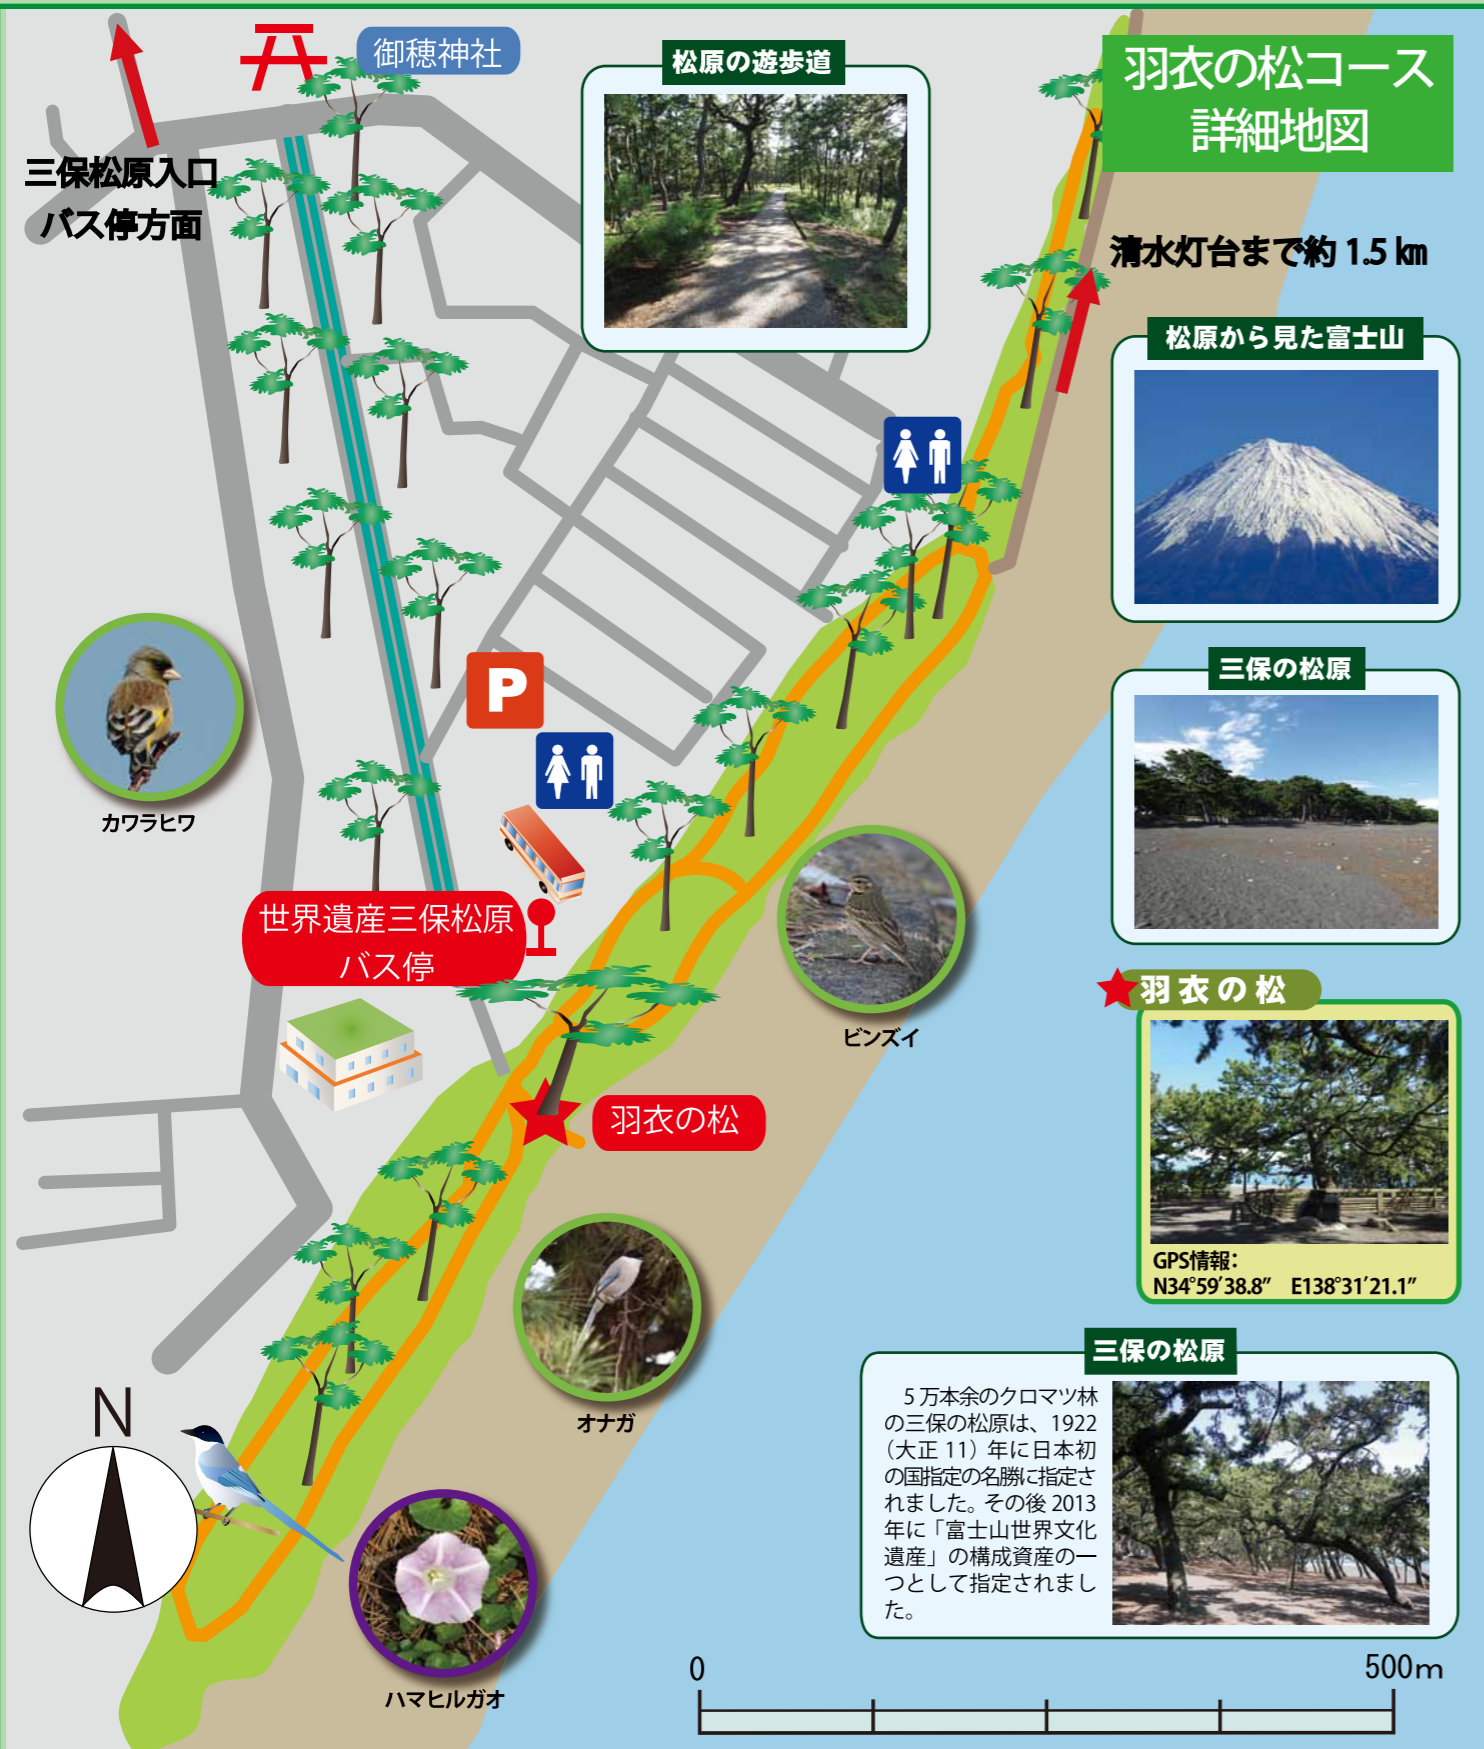 羽衣の松コース
詳細地図
御穂神社
三保松原入口
バス停方面
松原の遊歩道
清水灯台まで約 1.5 ㎞
松原から見た富士山
三保の松原
P
カワラヒワ
世界遺産三保松原
バス停
ビンズイ
羽衣の松
羽衣の松
GPS情報：
N34°59′38.8″ E138°31′21.1″
オナガ
ハマヒルガオ
N
三保の松原
５万本余のクロマツ林
の三保の松原は、1922
（大正 11）年に日本初
の国指定の名勝に指定さ
れました。その後 2013
年に「富士山世界文化
遺産」の構成資産の一
つとして指定されまし
た。
0
500m